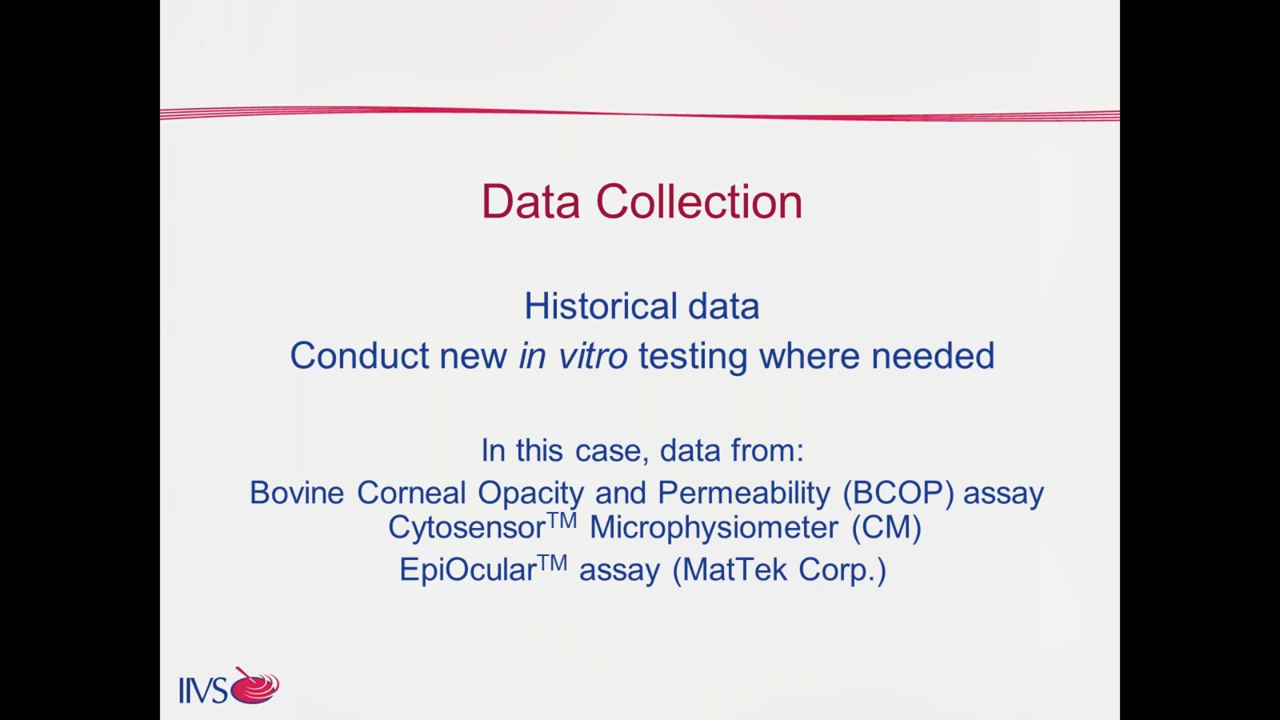 Data Collection
Historical data
Conduct new in vitro testing where needed
In this case, data from:
Bovine Corneal Opacity and Permeability (BCOP) assay
Cytosensor™ Microphysiometer (CM)
EpiOcular™ assay (MatTek Corp.)
IIVS